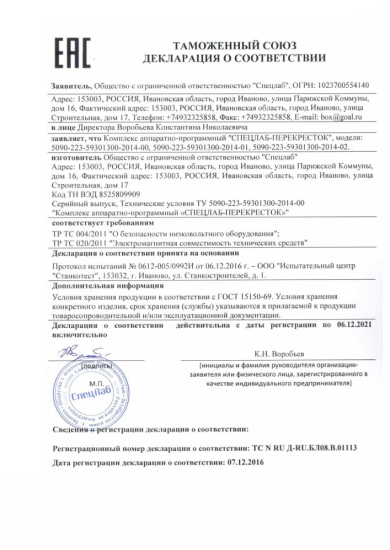 ЕАС
ТАМОЖЕННЫЙ СОЮЗ
ДЕКЛАРАЦИЯ О СООТВЕТСТВИИ
Заявитель, Общество с ограниченной ответственностью "Спецлаб", ОГРН: 1023700554140
Адрес: 153003, РОССИЯ, Ивановская область, город Иваново, улица Парижской Коммуны,
дом 16, Фактический адрес: 153003, РОССИЯ, Ивановская область, город Иваново, улица
Строительная, дом 17, Телефон: +74932325858, Факс: +74932325858, E-mail: box@goal.ru
в лице Директора Воробьева Константина Николаевича
заявляет, что Комплекс аппаратно-программный "СПЕЦЛАБ-ПЕРЕКРЕСТОК", модели:
5090-223-59301300-2014-00, 5090-223-59301300-2014-01, 5090-223-59301300-2014-02.
изготовитель Общество с ограниченной ответственностью "Спецлаб"
Адрес: 153003, РОССИЯ, Ивановская область, город Иваново, улица Парижской Коммуны,
дом 16, Фактический адрес: 153003, РОССИЯ, Ивановская область, город Иваново, улица
Строительная, дом 17
Код ТН ВЭД 8525809909
Серийный выпуск, Технические условия ТУ 5090-223-59301300-2014-00
"Комплекс аппаратно-программный «СПЕЦЛАБ-ПЕРЕКРЕСТОК»"
соответствует требованиям
ТР ТС 004/2011 "О безопасности низковольтного оборудования";
ТР ТС 020/2011 "Электромагнитная совместимость технических средств"
Декларация о соответствии принята на основании
Протокол испытаний № 0612-005/0992И от 06.12.2016 г. – ООО "Испытательный центр
"Станкотест", 153032, г. Иваново, ул. Станкостроителей, д. 1.
Дополнительная информация
Условия хранения продукции в соответствии с ГОСТ 15150-69. Условия хранения
конкретного изделия, срок хранения (службы) указываются в прилагаемой к продукции
товаросопроводительной и/или эксплуатационной документации.
Декларация о соответствии действительна с даты регистрации по 06.12.2021
включительно
К.Н. Воробьев
(подпись)
(инициалы и фамилия руководителя организации-
заявителя или физического лица, зарегистрированного в
качестве индивидуального предпринимателя)
М.П.
СпецЛаб
Сведения о регистрации декларации о соответствии:
Регистрационный номер декларации о соответствии: ТС N RU Д-RU.БЛ08.В.01113
Дата регистрации декларации о соответствии: 07.12.2016